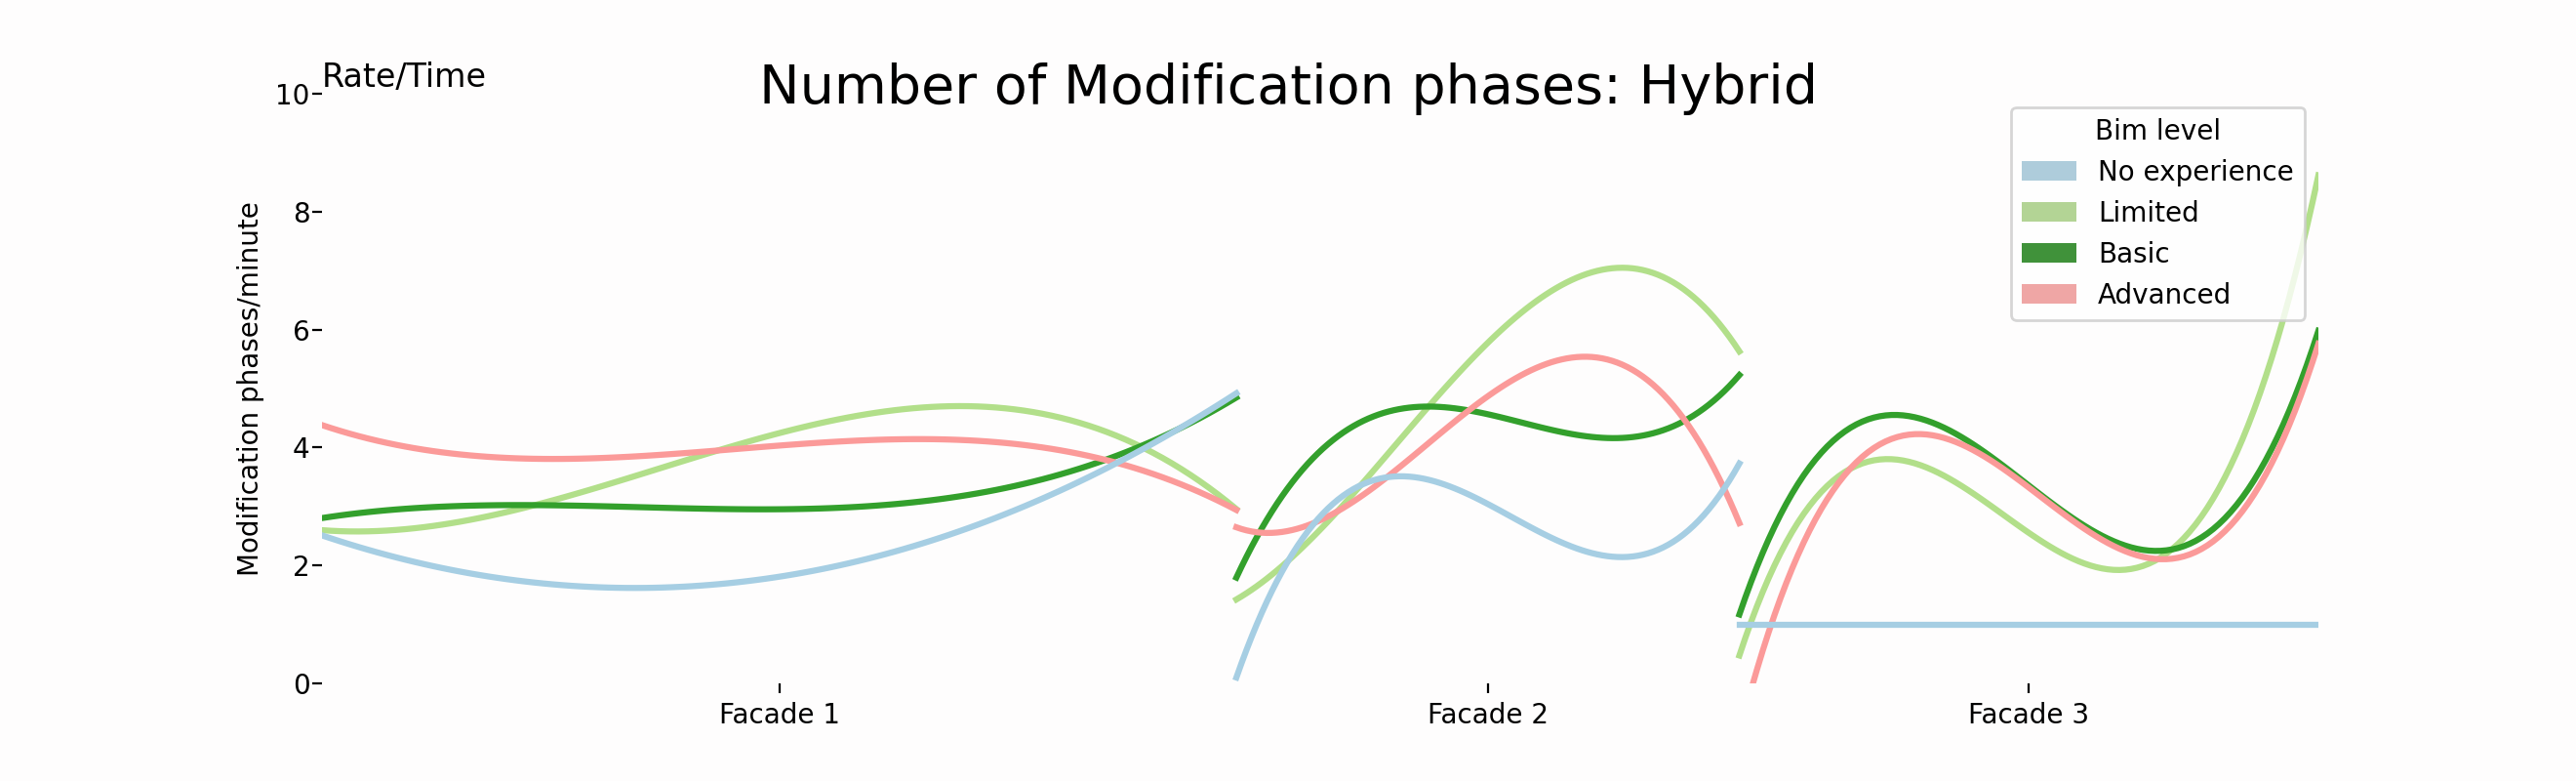 Number of Modification phases: Hybrid
Rate/Time
Modification phases/minute
10
8
6
4
2
0
Facade 1
Facade 2
Facade 3
Bim level
No experience
Limited
Basic
Advanced